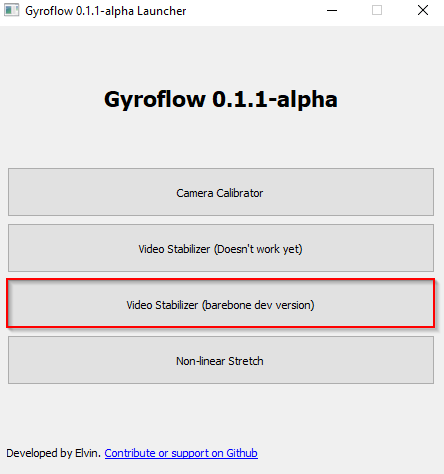 Gyroflow 0.1.1-alpha Launcher
Gyroflow 0.1.1-alpha
Camera Calibrator
Video Stabilizer (Doesn't work yet)
Video Stabilizer (barebone dev version)
Non-linear Stretch
Developed by Elvin. Contribute or support on Github